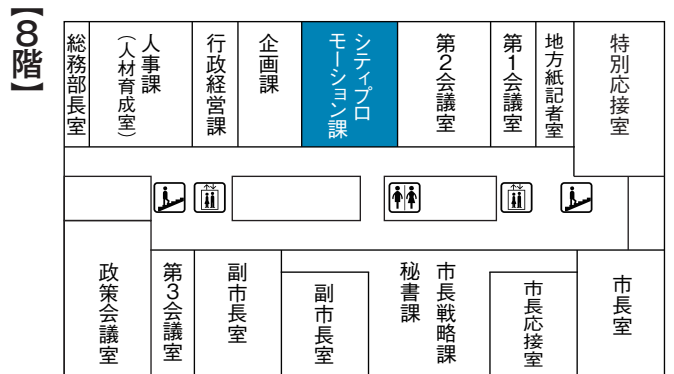 【8階】
総務部長室
人事課
（人材育成室）
行政経営課
企画課
シティプロ
モーション課
第2会議室
第1会議室
地方紙記者室
特別応接室
政策会議室
第3会議室
副市長室
副市長室
秘書課
市長戦略課
市長応接室
市長室